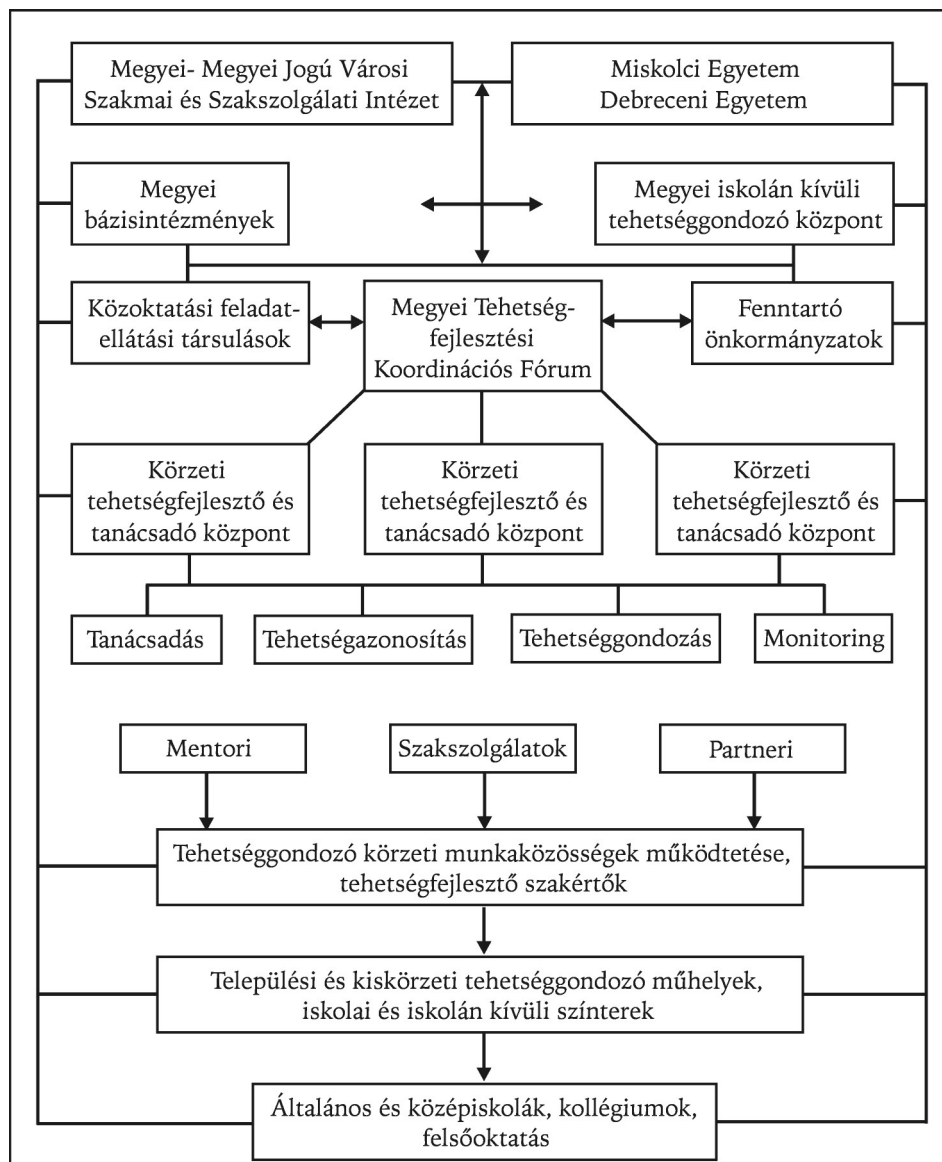 Megyei- Megyei Jogú Városi
Szakmai és Szakszolgálati Intézet
Miskolci Egyetem
Debreceni Egyetem
Megyei
bázisintézmények
Megyei iskolán kívüli
tehetséggondozó központ
Közoktatási feladat-
ellátási társulások
Megyei Tehetség-
fejlesztési
Koordinációs Fórum
Fenntartó
önkormányzatok
Körzeti
tehetségfejlesztő és
tanácsadó központ
Körzeti
tehetségfejlesztő és
tanácsadó központ
Körzeti
tehetségfejlesztő és
tanácsadó központ
Tanácsadás
Tehetségazonosítás
Tehetséggondozás
Monitoring
Mentori
Szakszolgálatok
Partneri
Tehetséggondozó körzeti munkaközösségek működtetése,
tehetségfejlesztő szakértők
Települési és kiskörzeti tehetséggondozó műhelyek,
iskolai és iskolán kívüli színterek
Általános és középiskolák, kollégiumok,
felsőoktatás